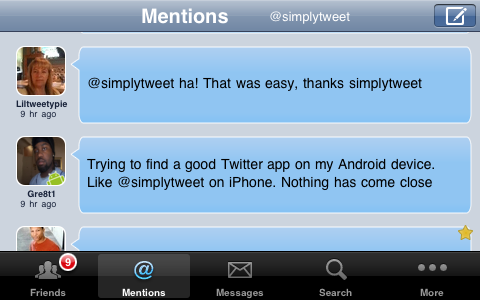 Mentions @simplytweet
@simplytweet ha! That was easy, thanks simplytweet
Liltweetypie
9 hr ago
Trying to find a good Twitter app on my Android device.
Like @simplytweet on iPhone. Nothing has come close
Gre8t1
9 hr ago
9
@
Friends Mentions Messages Search More